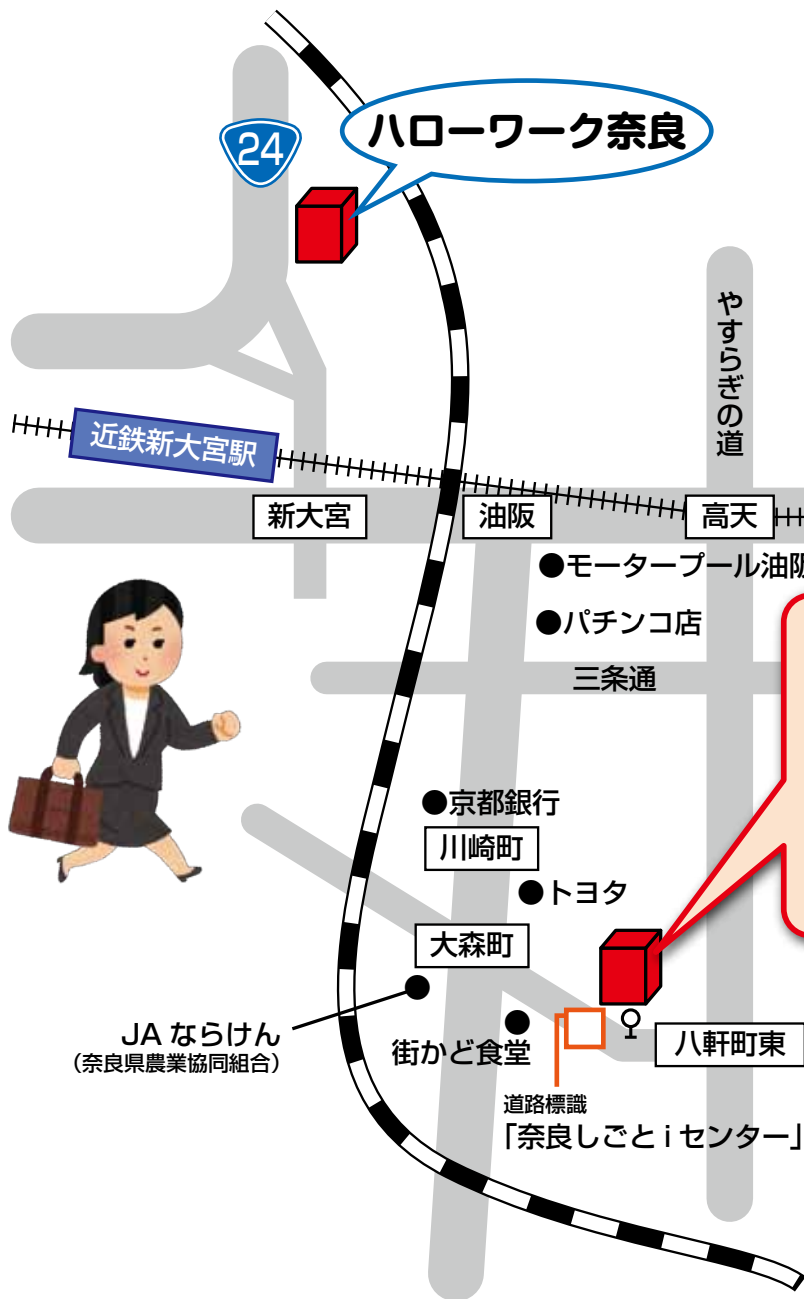 ハローワーク奈良
24
やすらぎの道
近鉄新大宮駅
新大宮
油阪
高天
●モータープール油阪
●パチンコ店
三条通
●京都銀行
川崎町
●トヨタ
大森町
JAならけん
(奈良県農業協同組合)
街かど食堂
八軒町東
道路標識
「奈良しごとiセンター」